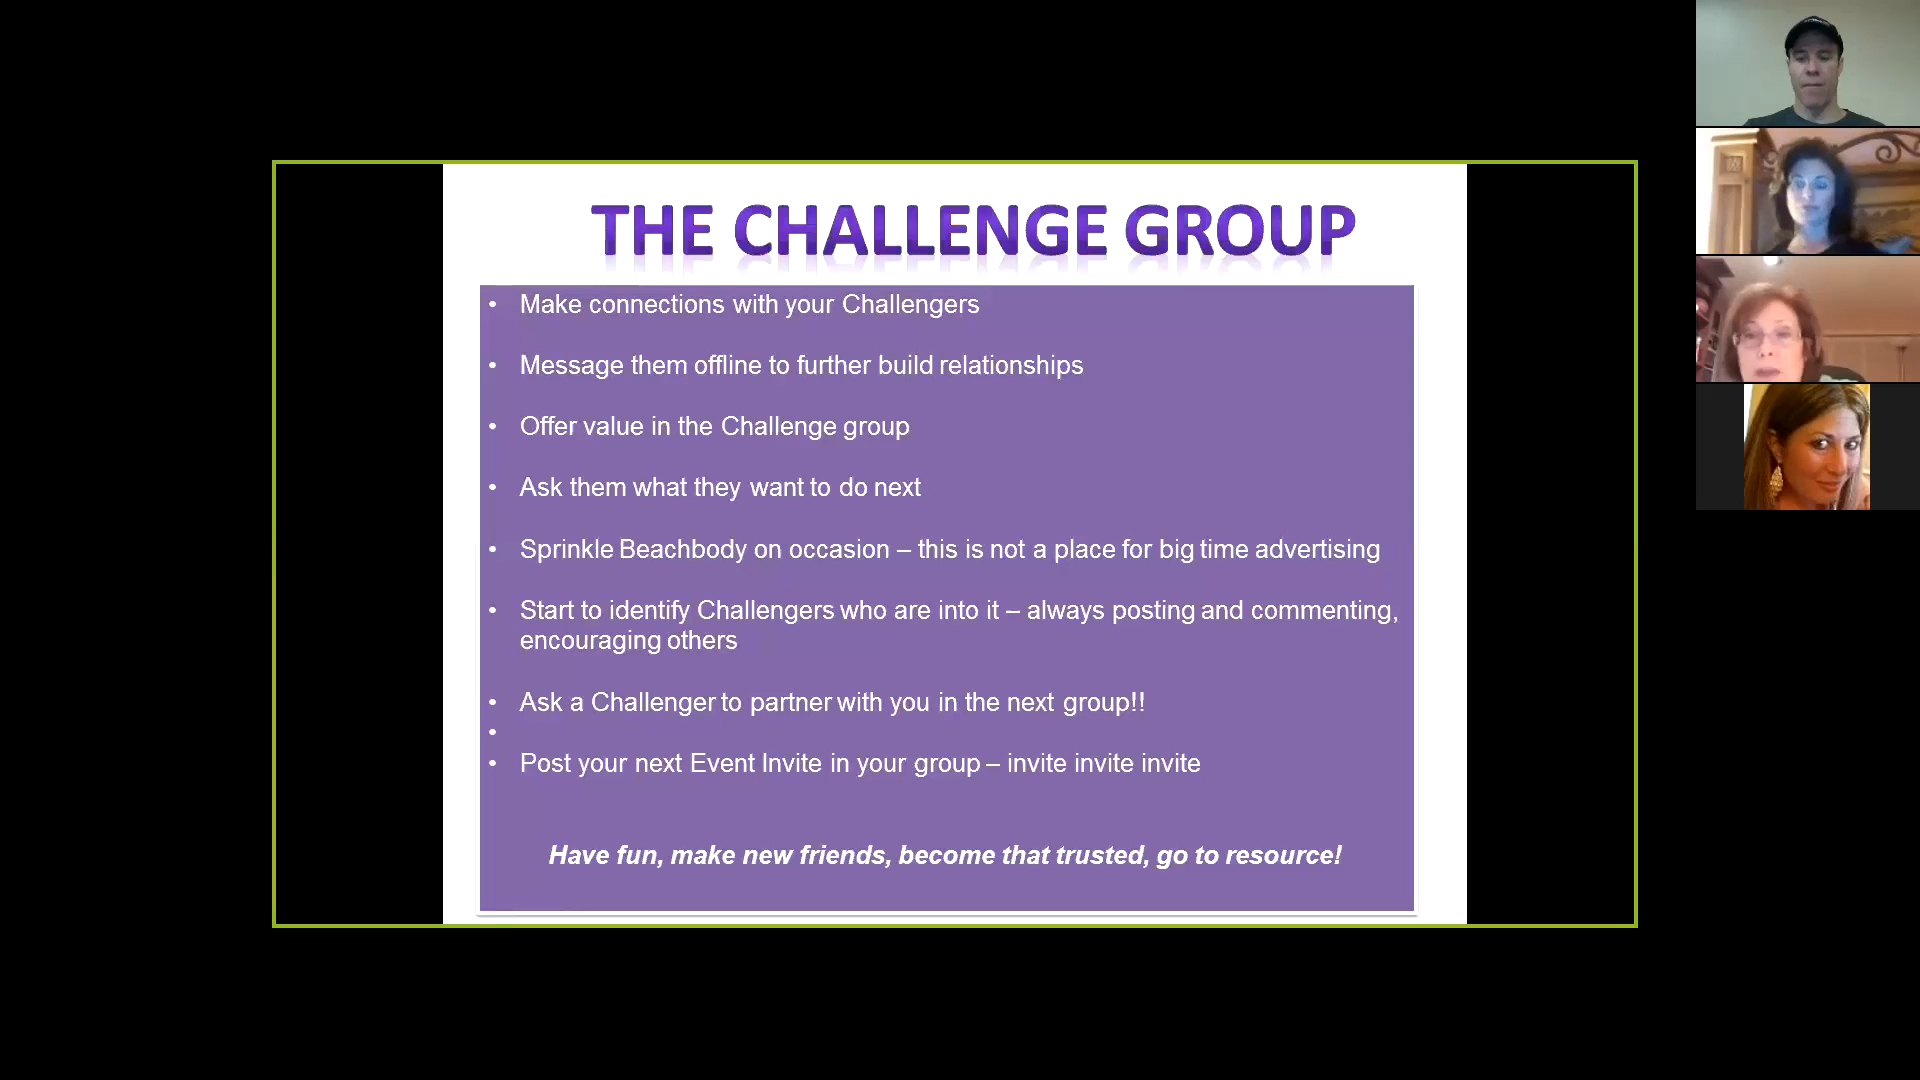 THE CHALLENGE GROUP
• Make connections with your Challengers
• Message them offline to further build relationships
• Offer value in the Challenge group
• Ask them what they want to do next
• Sprinkle Beachbody on occasion – this is not a place for big time advertising
• Start to identify Challengers who are into it – always posting and commenting,
encouraging others
• Ask a Challenger to partner with you in the next group!!
•
• Post your next Event Invite in your group – invite invite invite
Have fun, make new friends, become that trusted, go to resource!